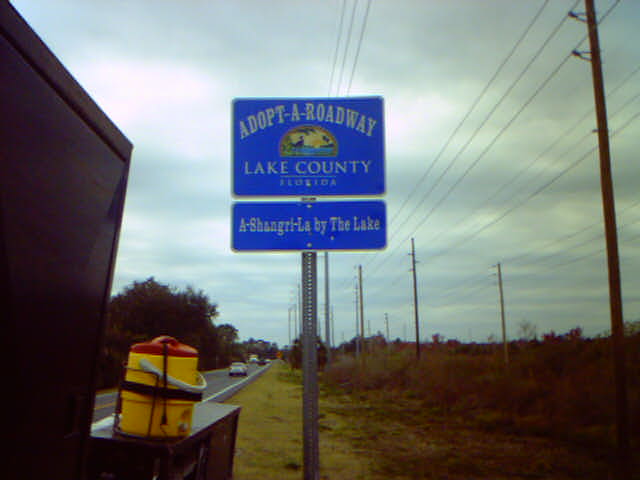 ADOPT-A-ROADWAY
LAKE COUNTY
FLORIDA
A-Shangri-La by The Lake